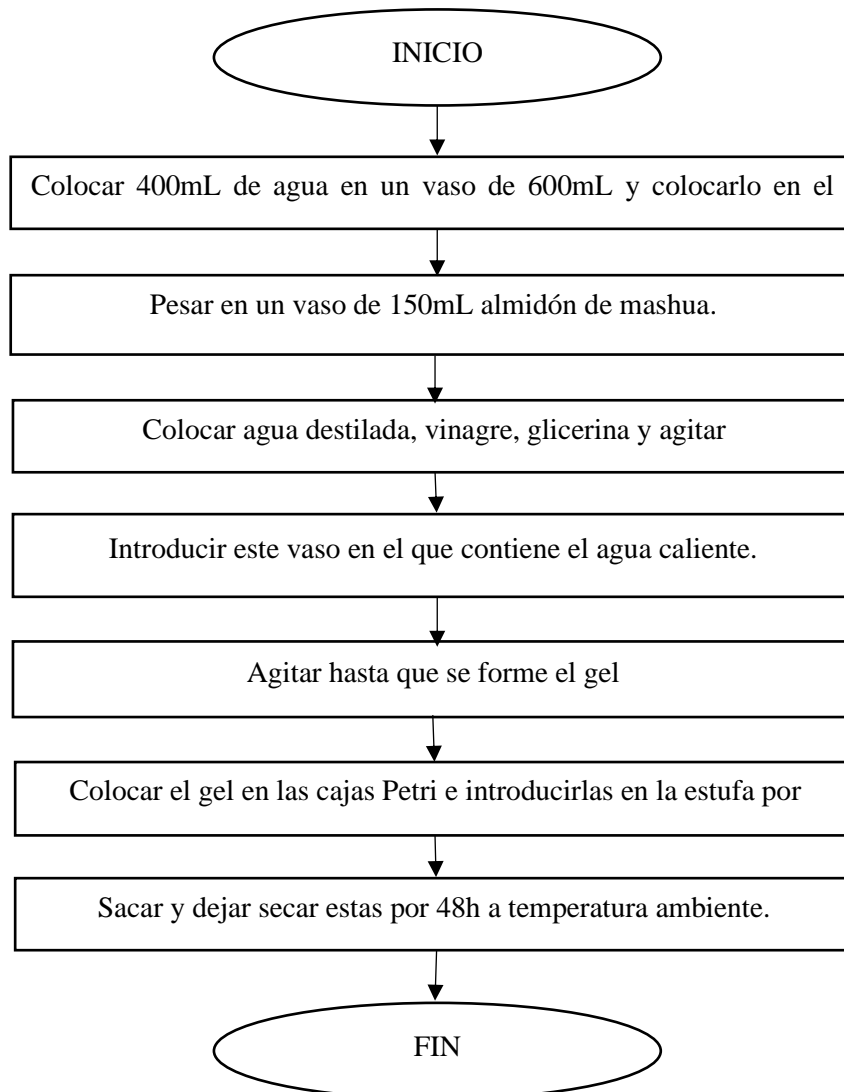 INICIO
Colocar 400mL de agua en un vaso de 600mL y colocarlo en el
Pesar en un vaso de 150mL almidón de mashua.
Colocar agua destilada, vinagre, glicerina y agitar
Introducir este vaso en el que contiene el agua caliente.
Agitar hasta que se forme el gel
Colocar el gel en las cajas Petri e introducirlas en la estufa por
Sacar y dejar secar estas por 48h a temperatura ambiente.
FIN